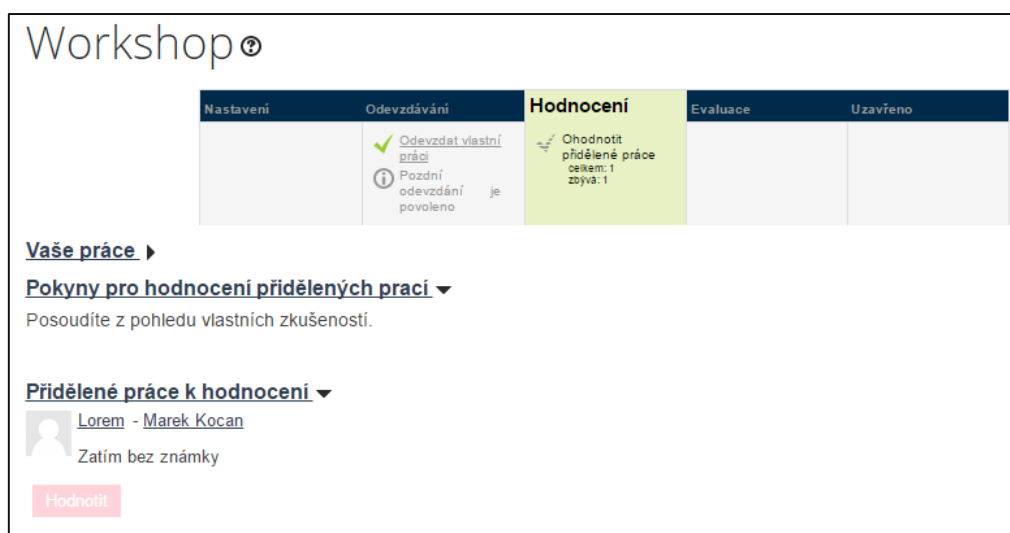 Workshop
Nastavení
Odevzdávání
Hodnocení
Evaluace
Uzavřeno
Odevzdat vlastní
práci
Pozdní
odevzdání je
povoleno
Ohodnotit
přidělené práce
celkem: 1
zbývá: 1
Vaše práce
Pokyny pro hodnocení přidělených prací
Posoudíte z pohledu vlastních zkušeností.
Přidělené práce k hodnocení
Lorem - Marek Kocan
Zatím bez známky
Hodnotit